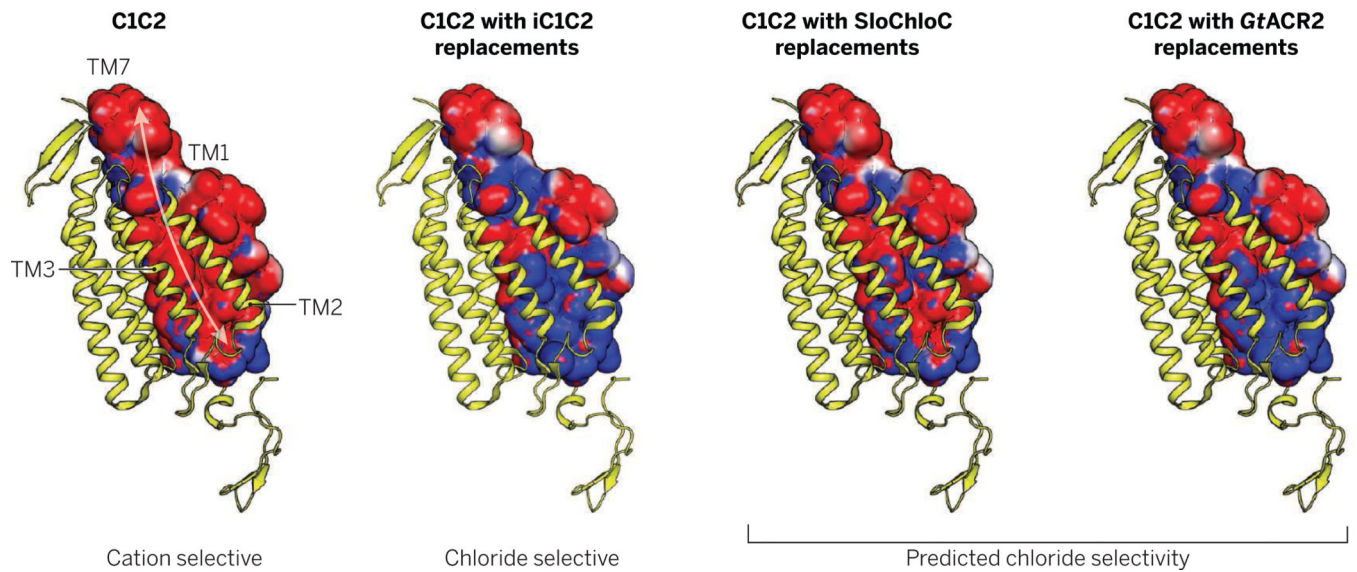 C1C2
C1C2 with iC1C2
replacements
C1C2 with SloChloC
replacements
C1C2 with GtACR2
replacements
TM7
TM1
TM3
TM2
Cation selective
Chloride selective
Predicted chloride selectivity